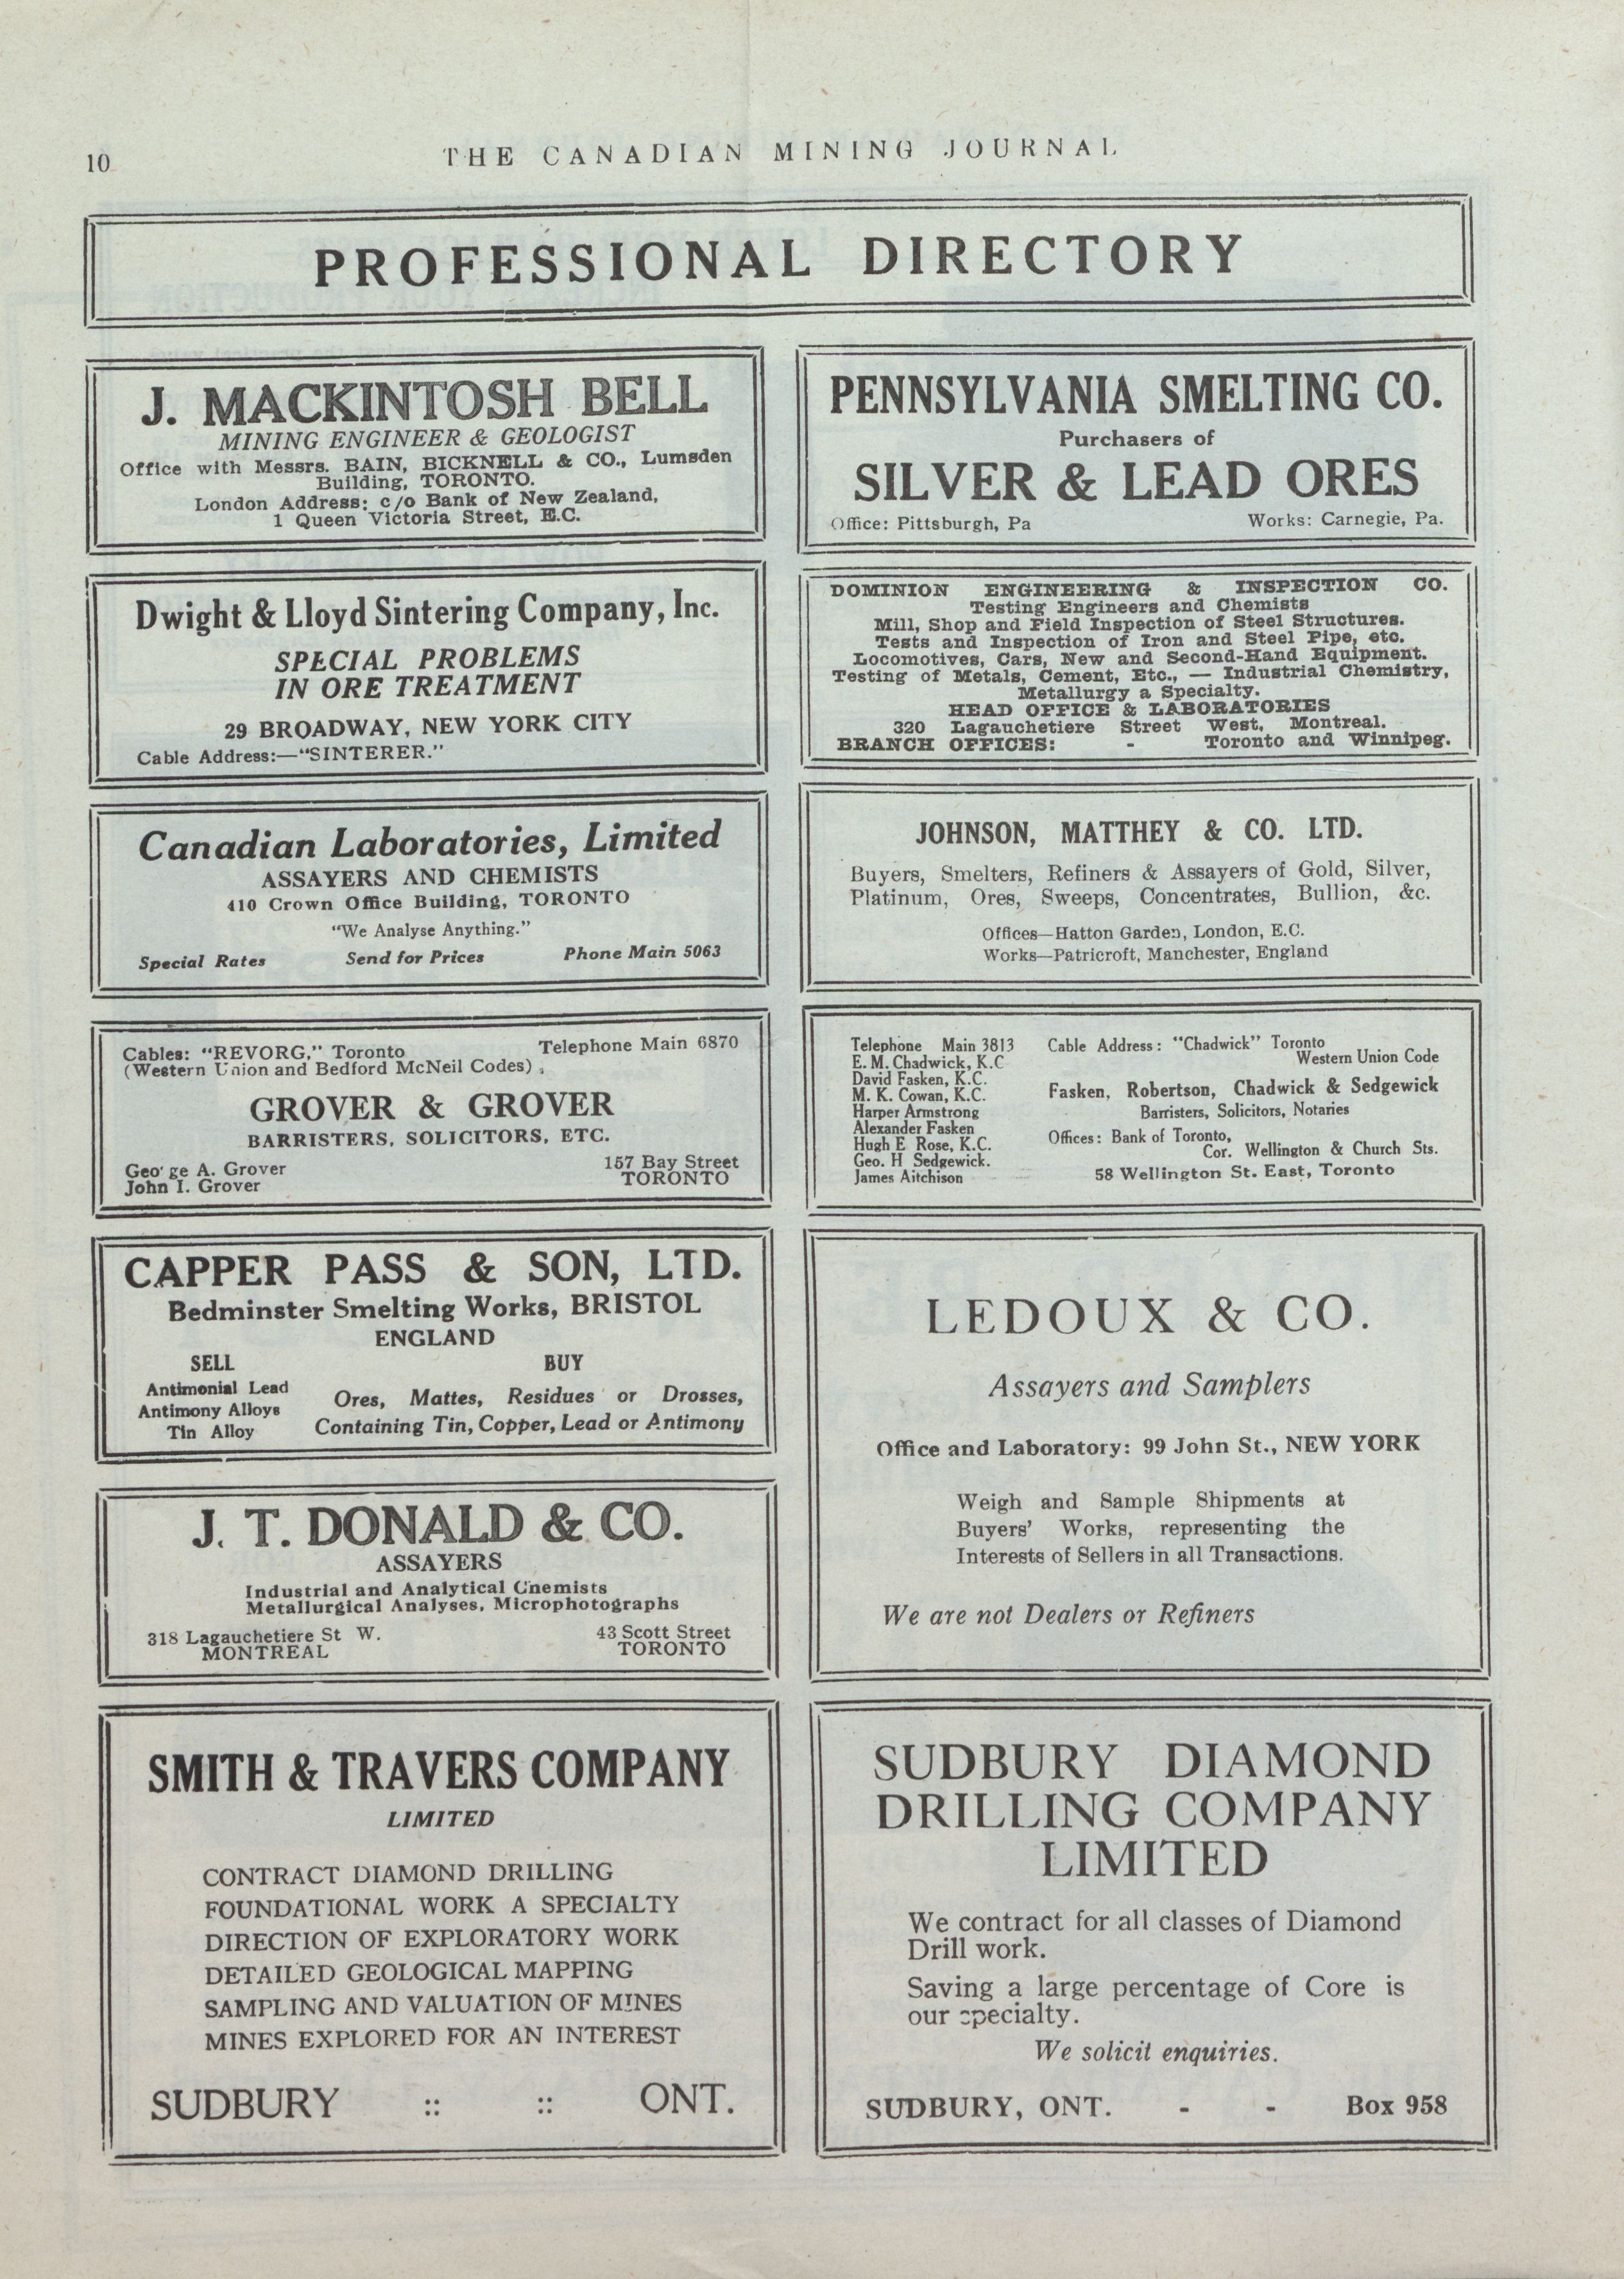 10
THE CANADIAN MINING JOURNAL
PROFESSIONAL DIRECTORY
J. MACKINTOSH BELL
MINING ENGINEER & GEOLOGIST
Office with Messrs. BAIN, BICKNELL & CO., Lumsden
Building, TORONTO.
London Address: c/o Bank of New Zealand,
1 Queen Victoria Street, E.C.
PENNSYLVANIA SMELTING CO.
Purchasers of
SILVER & LEAD ORES
Office: Pittsburgh, Pa Works: Carnegie, Pa.
Dwight & Lloyd Sintering Company, Inc.
SPECIAL PROBLEMS
IN ORE TREATMENT
29 BROADWAY, NEW YORK CITY
Cable Address:—"SINTERER."
DOMINION ENGINEERING & INSPECTION CO.
Testing Engineers and Chemists
Mill, Shop and Field Inspection of Steel Structures.
Tests and Inspection of Iron and Steel Pipe, etc.
Locomotives, Cars, New and Second-Hand Equipment.
Testing of Metals, Cement, Etc., — Industrial Chemistry,
Metallurgy a Specialty.
HEAD OFFICE & LABORATORIES
320 Lagauchetiere Street West, Montreal.
BRANCH OFFICES: - Toronto and Winnipeg.
Canadian Laboratories, Limited
ASSAYERS AND CHEMISTS
410 Crown Office Building, TORONTO
"We Analyse Anything."
Special Rates Send for Prices Phone Main 5063
JOHNSON, MATTHEY & CO. LTD.
Buyers, Smelters, Refiners & Assayers of Gold, Silver,
Platinum, Ores, Sweeps, Concentrates, Bullion, &c.
Offices—Hatton Garden, London, E.C.
Works—Patricroft, Manchester, England
Cables: "REVORG," Toronto Telephone Main 6870
(Western Union and Bedford McNeil Codes)
GROVER & GROVER
BARRISTERS, SOLICITORS, ETC.
George A. Grover 157 Bay Street
John I. Grover TORONTO
Telephone Main 3813
E. M. Chadwick, K.C
David Fasken, K.C.
M. K. Cowan, K.C.
Harper Armstrong
Alexander Fasken
Hugh E Rose, K.C.
Geo. H Sedgewick.
James Aitchison
Cable Address: "Chadwick" Toronto
Western Union Code
Fasken, Robertson, Chadwick & Sedgewick
Barristers, Solicitors, Notaries
Offices: Bank of Toronto,
Cor. Wellington & Church Sts.
58 Wellington St. East, Toronto
CAPPER PASS & SON, LTD.
Bedminster Smelting Works, BRISTOL
ENGLAND
SELL
Antimonial Lead
Antimony Alloys
Tin Alloy
BUY
Ores, Mattes, Residues or Drosses,
Containing Tin, Copper, Lead or Antimony
LEDOUX & CO.
Assayers and Samplers
Office and Laboratory: 99 John St., NEW YORK
Weigh and Sample Shipments at
Buyers' Works, representing the
Interests of Sellers in all Transactions.
We are not Dealers or Refiners
J. T. DONALD & CO.
ASSAYERS
Industrial and Analytical Chemists
Metallurgical Analyses, Microphotographs
318 Lagauchetiere St W. 43 Scott Street
MONTREAL TORONTO
SMITH & TRAVERS COMPANY
LIMITED
CONTRACT DIAMOND DRILLING
FOUNDATIONAL WORK A SPECIALTY
DIRECTION OF EXPLORATORY WORK
DETAILED GEOLOGICAL MAPPING
SAMPLING AND VALUATION OF MINES
MINES EXPLORED FOR AN INTEREST
SUDBURY :: :: ONT.
SUDBURY DIAMOND
DRILLING COMPANY
LIMITED
We contract for all classes of Diamond
Drill work.
Saving a large percentage of Core is
our specialty.
We solicit enquiries.
SUDBURY, ONT. - - Box 958